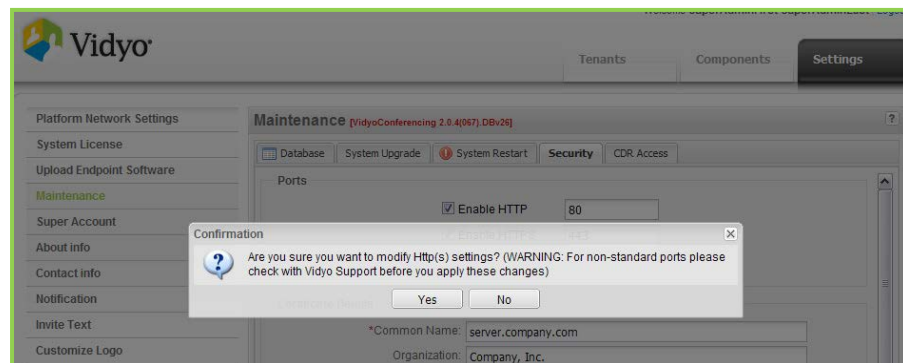 Vidyo
Tenants
Components
Settings
Platform Network Settings
System License
Upload Endpoint Software
Maintenance
Super Account
About info
Contact info
Notification
Invite Text
Customize Logo
Maintenance [VidyoConferencing 2.0.4(067).DBv26]
?
Database
System Upgrade
System Restart
Security
CDR Access
Ports
Enable HTTP
80
Confirmation
Are you sure you want to modify Http(s) settings? (WARNING: For non-standard ports please
check with Vidyo Support before you apply these changes)
Yes
No
*Common Name: server.company.com
Organization: Company, Inc.